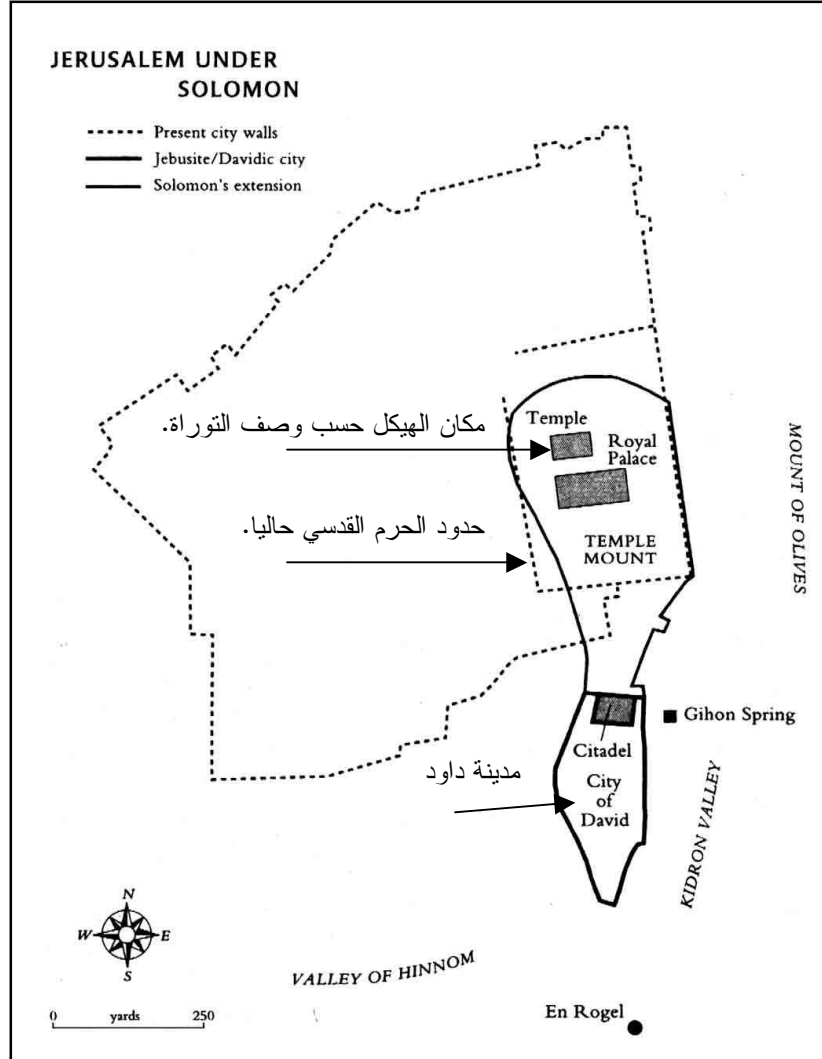 JERUSALEM UNDER
SOLOMON
Present city walls
Jebusite/Davidic city
Solomon's extension
Temple
مكان الهيكل حسب وصف التوراة.
Royal
Palace
حدود الحرم القدسي حاليا.
TEMPLE
MOUNT
MOUNT OF OLIVES
Gihon Spring
Citadel
مدينة داود
City
of
David
KIDRON VALLEY
N
W
E
S
VALLEY OF HINNOM
0 yards 250
En Rogel